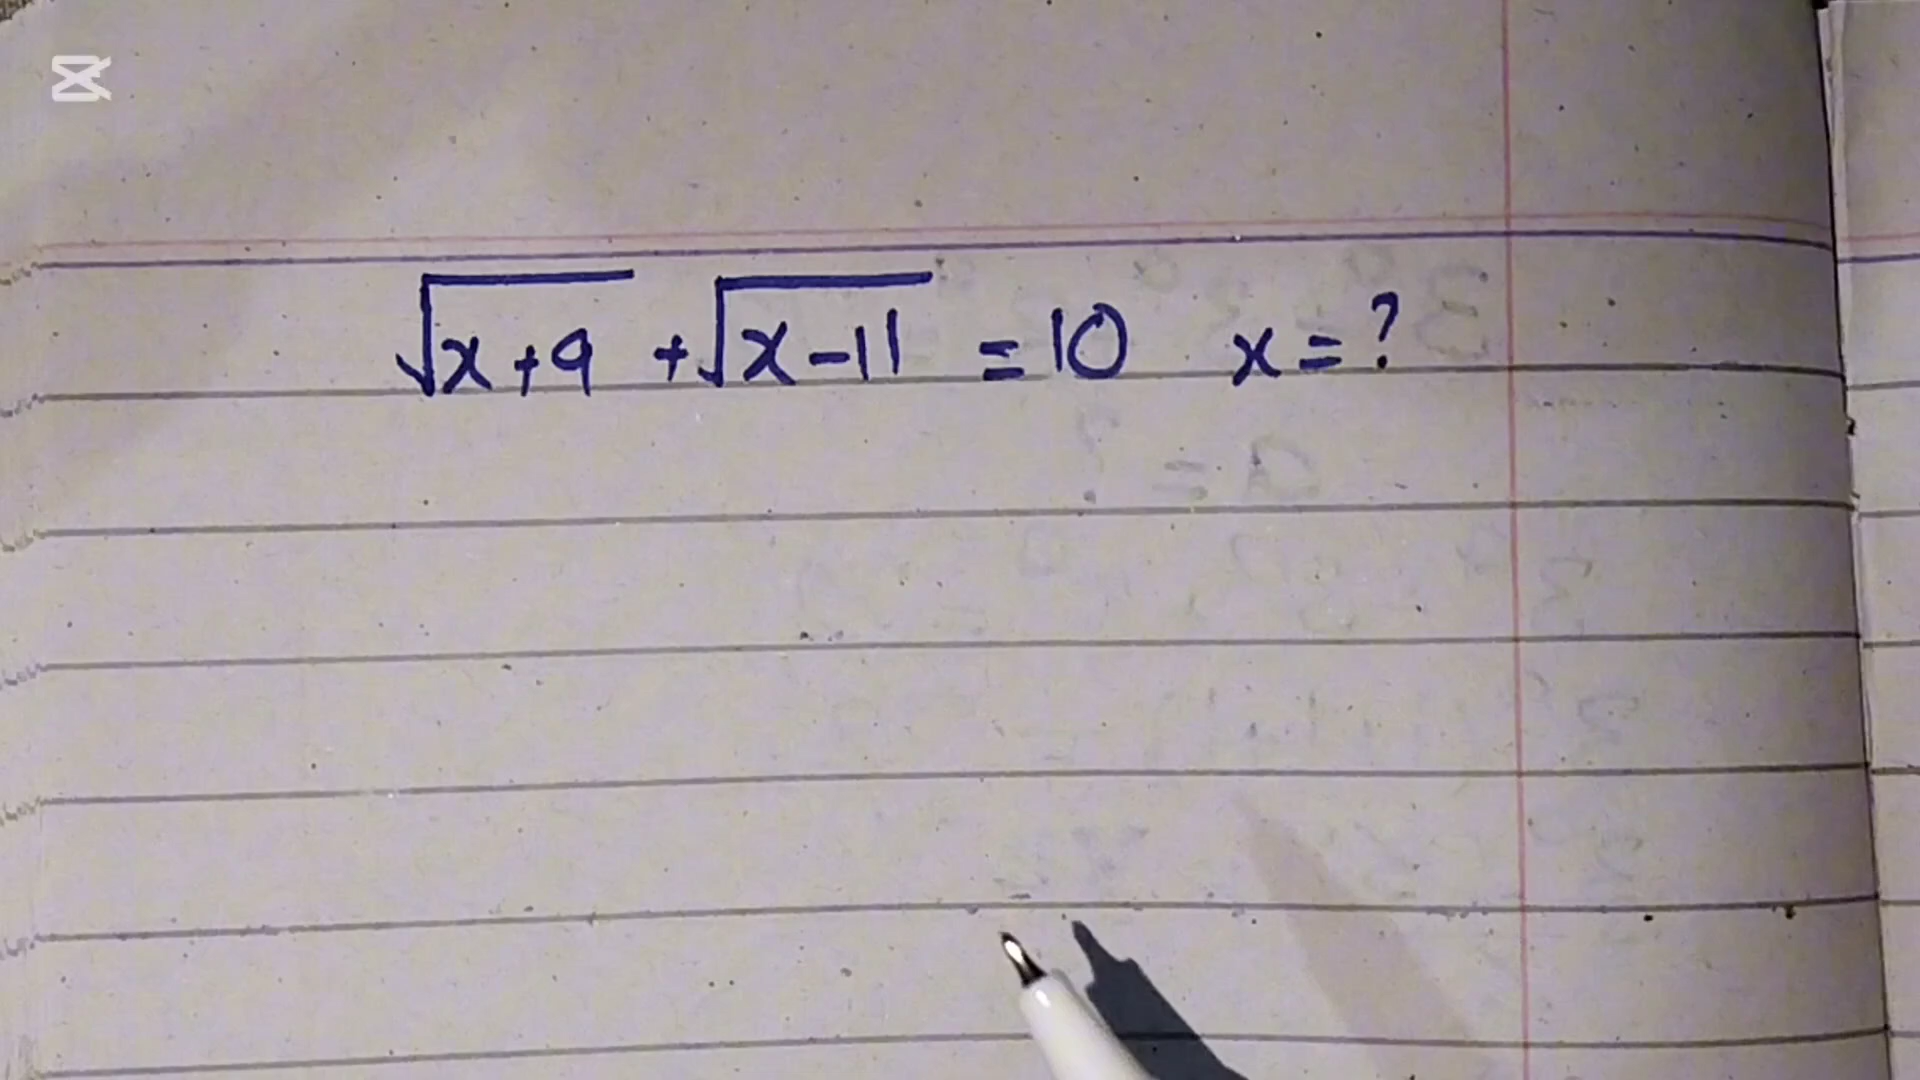 √x+9 + √x-11 = 10 x = ?